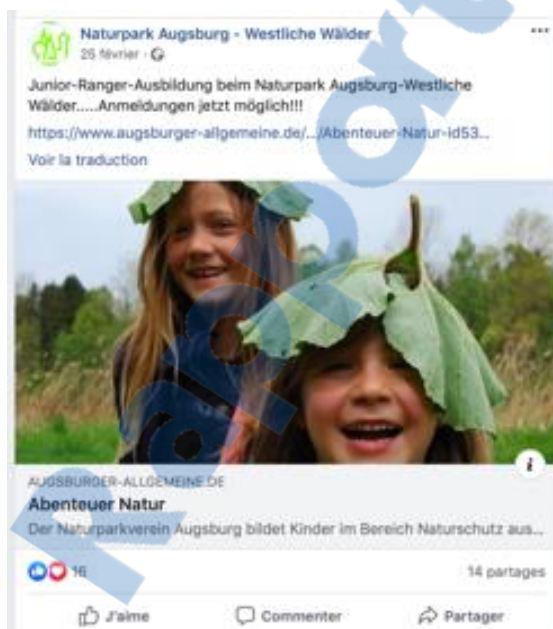 Naturpark Augsburg - Westliche Wälder
26 février ·
Junior-Ranger-Ausbildung beim Naturpark Augsburg-Westliche
Wälder.....Anmeldungen jetzt möglich!!!
https://www.augsburger-allgemeine.de/.../Abenteuer-Natur-id53...
Voir la traduction
AUGSBURGER-ALLGEMEINE.DE
Abenteuer Natur
Der Naturparkverein Augsburg bildet Kinder im Bereich Naturschutz aus...
16
14 partages
J'aime
Commenter
Partager